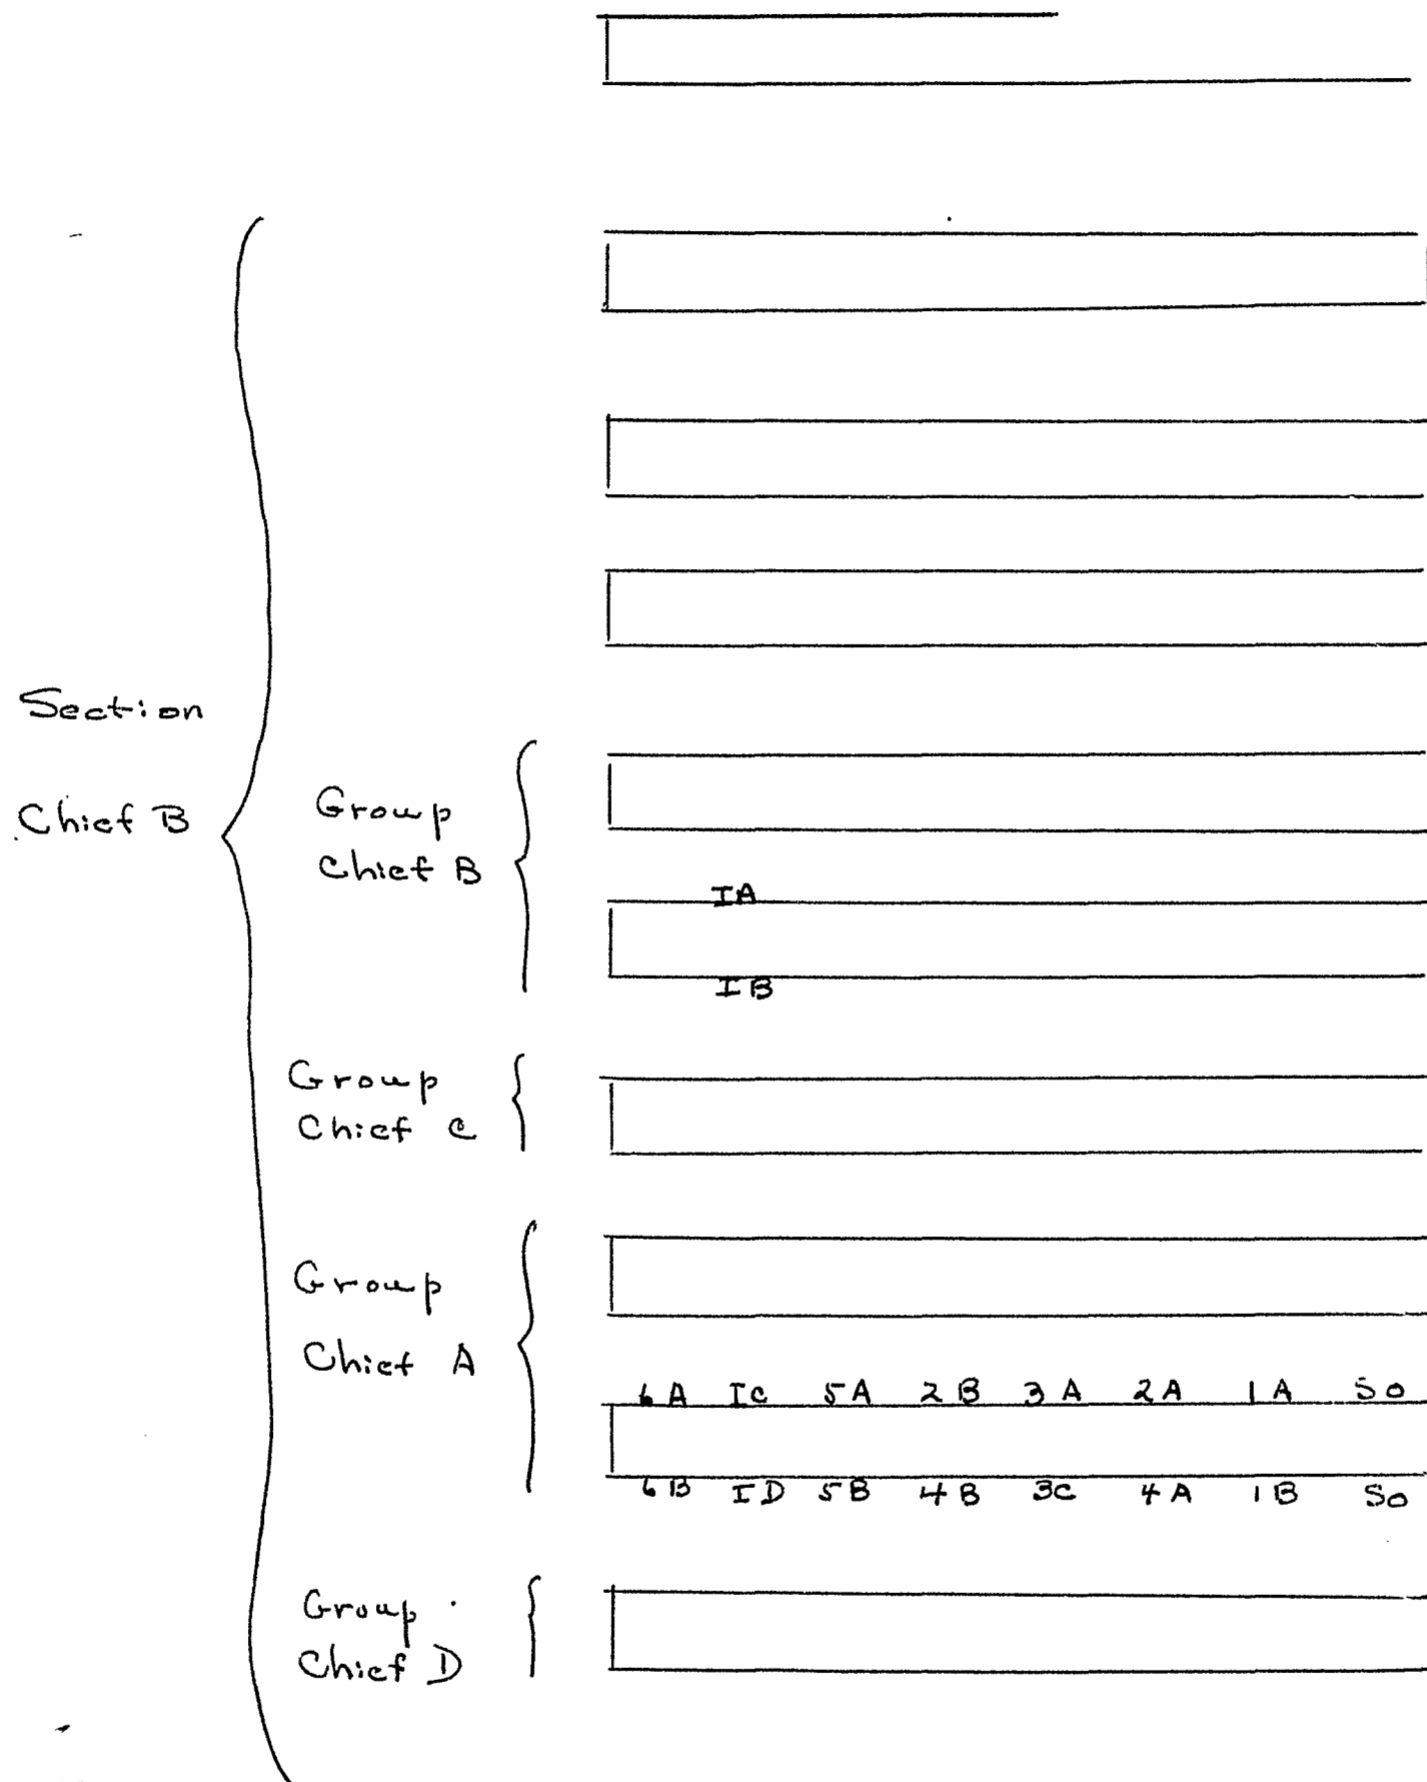 Section
Chief B
Group
Chief B
IA
IB
Group
Chief C
Group
Chief A
6A IC 5A 2B 3A 2A 1A So
6B ID 5B 4B 3C 4A 1B So
Group
Chief D